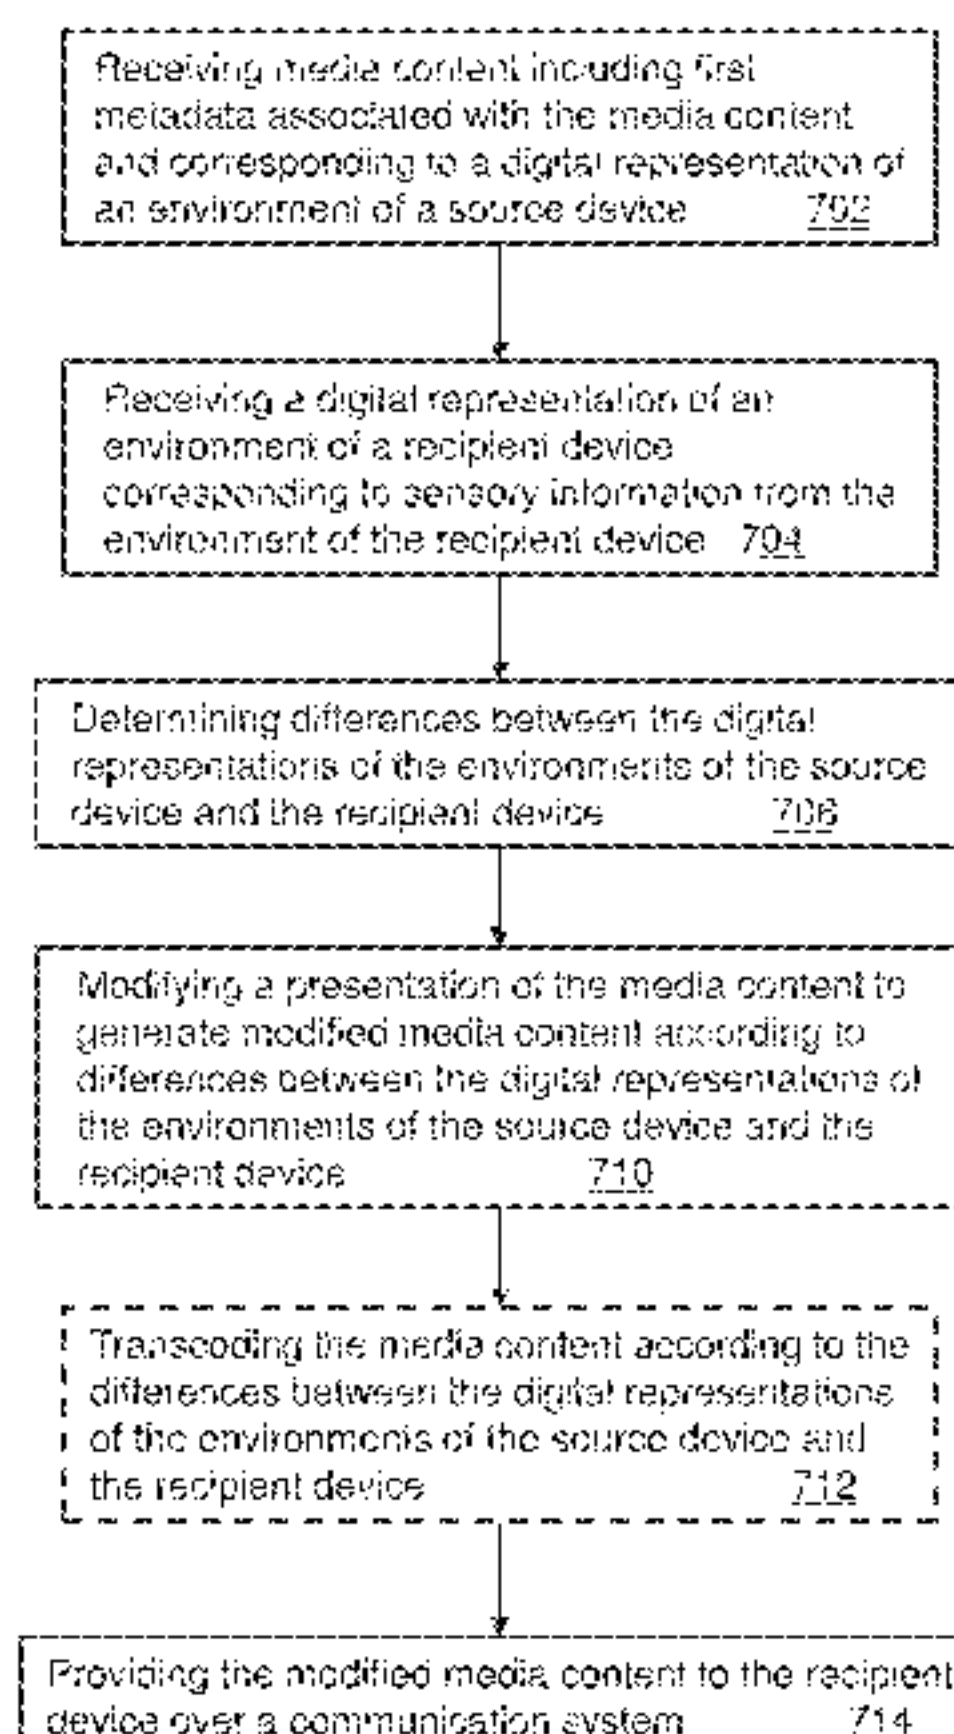 Receiving media content including first
metadata associated with the media content
and corresponding to a digital representation of
an environment of a source device 702
Receiving a digital representation of an
environment of a recipient device
corresponding to sensory information from the
environment of the recipient device 704
Determining differences between the digital
representations of the environments of the source
device and the recipient device 706
Modifying a presentation of the media content to
generate modified media content according to
differences between the digital representations of
the environments of the source device and the
recipient device 710
Transcoding the media content according to the
differences between the digital representations
of the environments of the source device and
the recipient device 712
Providing the modified media content to the recipient
device over a communication system 714